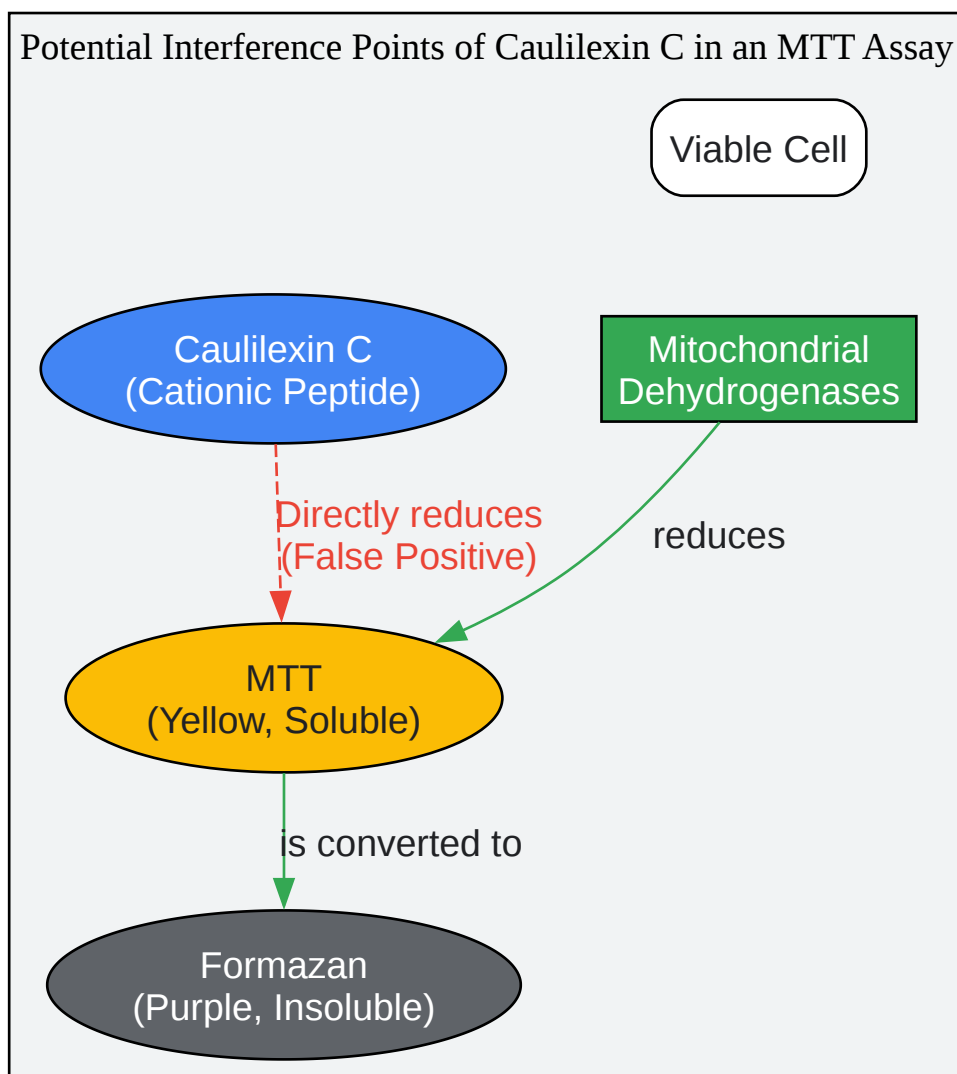 Potential Interference Points of Caulilexin C in an MTT Assay
Viable Cell
Caulilexin C
(Cationic Peptide)
Mitochondrial
Dehydrogenases
Directly reduces
(False Positive)
reduces
MTT
(Yellow, Soluble)
is converted to
Formazan
(Purple, Insoluble)